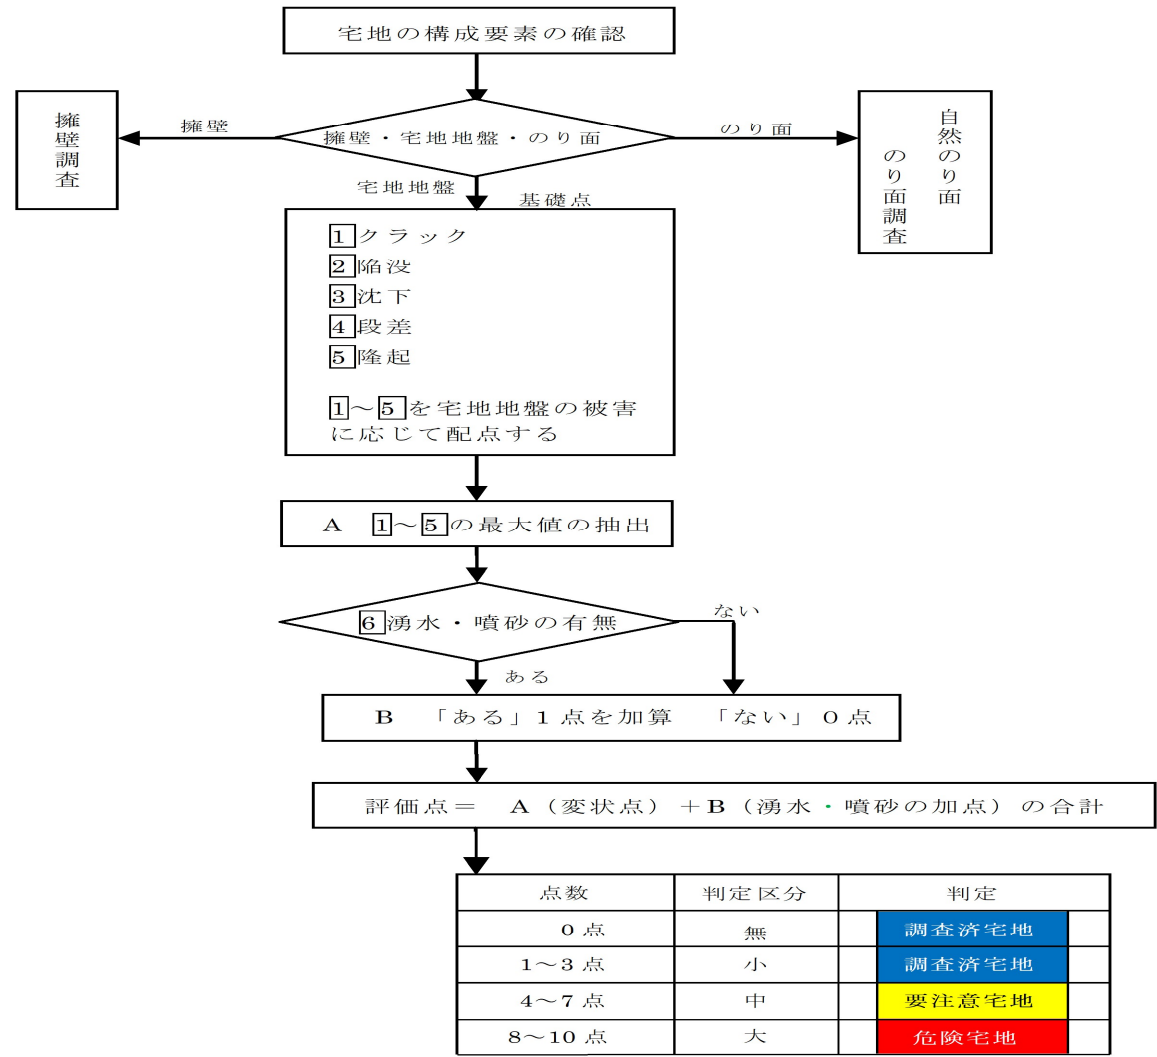 宅地の構成要素の確認
擁壁・宅地地盤・のり面
擁壁
のり面
宅地地盤
擁壁調査
自然のり面
のり面調査
基礎点
1 クラック
2 陥没
3 沈下
4 段差
5 隆起
1～5を宅地地盤の被害
に応じて配点する
A　1～5の最大値の抽出
6湧水・噴砂の有無
ない
ある
B　「ある」1点を加算　「ない」0点
評価点＝　A（変状点）＋B（湧水・噴砂の加点）の合計
点数　判定区分　判定
0点　無　調査済宅地
1～3点　小　調査済宅地
4～7点　中　要注意宅地
8～10点　大　危険宅地